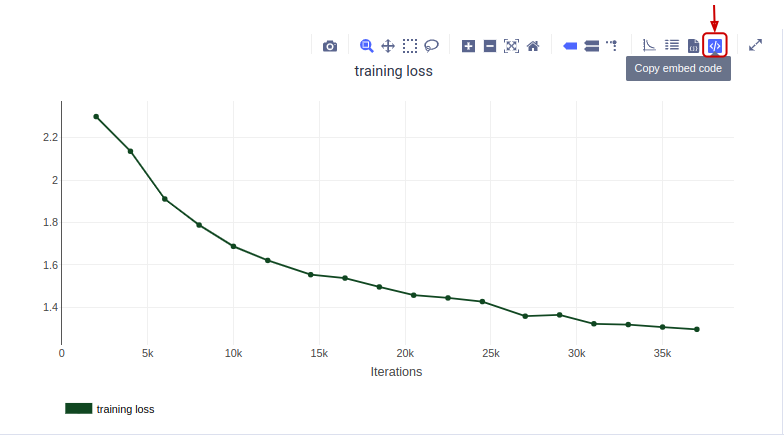 Copy embed code
training loss
2.2
2
1.8
1.6
1.4
0 5k 10k 15k 20k 25k 30k 35k
Iterations
training loss